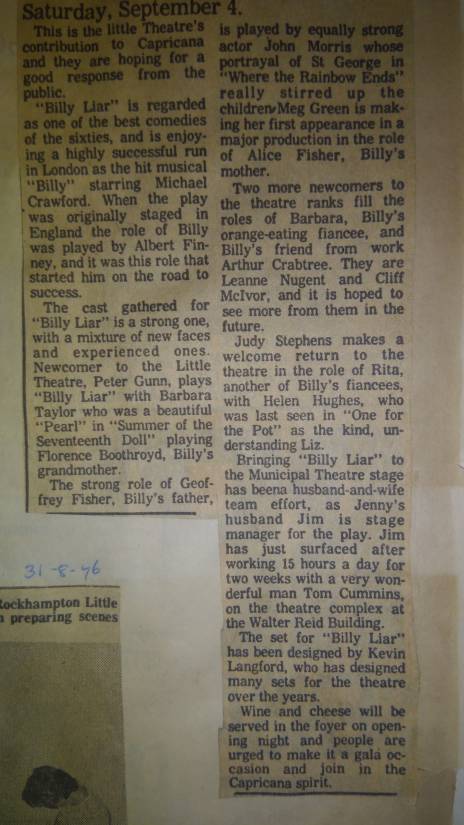 Saturday, September 4.
This is the little Theatre's
contribution to Capricana
and they are hoping for a
good response from the
public.
"Billy Liar" is regarded
as one of the best comedies
of the sixties, and is enjoy-
ing a highly successful run
in London as the hit musical
"Billy" starring Michael
Crawford. When the play
was originally staged in
England the role of Billy
was played by Albert Fin-
ney, and it was this role that
started him on the road to
success.
The cast gathered for
"Billy Liar" is a strong one,
with a mixture of new faces
and experienced ones.
Newcomer to the Little
Theatre, Peter Gunn, plays
"Billy Liar" with Barbara
Taylor who was a beautiful
"Pearl" in "Summer of the
Seventeenth Doll" playing
Florence Boothroyd, Billy's
grandmother.
The strong role of Geof-
frey Fisher, Billy's father,
is played by equally strong
actor John Morris whose
portrayal of St George in
"Where the Rainbow Ends"
really stirred up the
children. Meg Green is mak-
ing her first appearance in a
major production in the role
of Alice Fisher, Billy's
mother.
Two more newcomers to
the theatre ranks fill the
roles of Barbara, Billy's
orange-eating fiancee, and
Billy's friend from work
Arthur Crabtree. They are
Leanne Nugent and Cliff
McIvor, and it is hoped to
see more from them in the
future.
Judy Stephens makes a
welcome return to the
theatre in the role of Rita,
another of Billy's fiancees,
with Helen Hughes, who
was last seen in "One for
the Pot" as the kind, un-
derstanding Liz.
Bringing "Billy Liar" to
the Municipal Theatre stage
has beena husband-and-wife
team effort, as Jenny's
husband Jim is stage
manager for the play. Jim
has just surfaced after
working 15 hours a day for
two weeks with a very won-
derful man Tom Cummins,
on the theatre complex at
the Walter Reid Building.
The set for "Billy Liar"
has been designed by Kevin
Langford, who has designed
many sets for the theatre
over the years.
Wine and cheese will be
served in the foyer on open-
ing night and people are
urged to make it a gala oc-
casion and join in the
Capricana spirit.
31-8-76
Rockhampton Little
preparing scenes